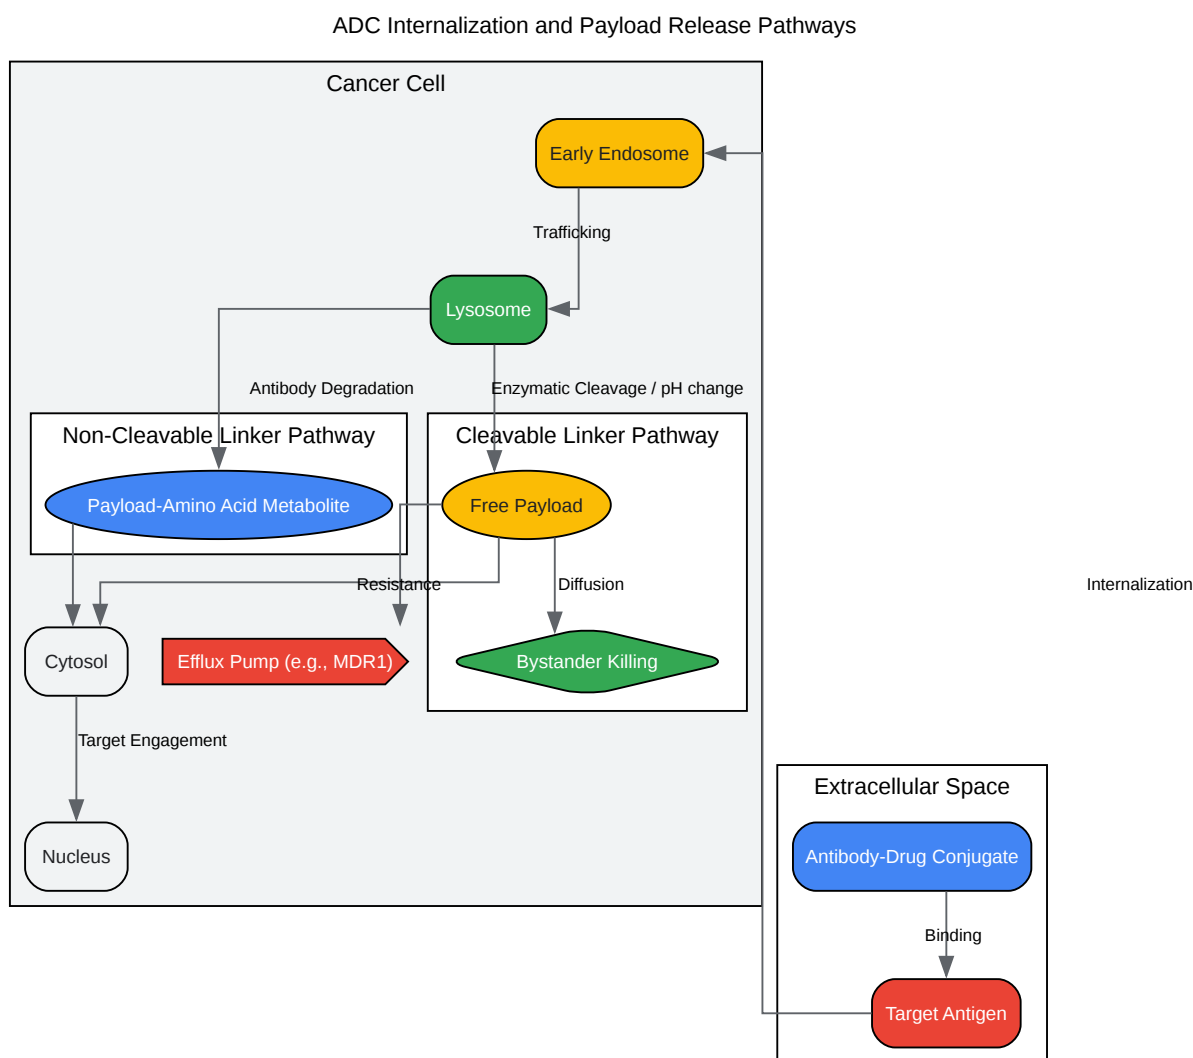 ADC Internalization and Payload Release Pathways
Cancer Cell
Early Endosome
Trafficking
Lysosome
Antibody Degradation
Enzymatic Cleavage / pH change
Non-Cleavable Linker Pathway
Cleavable Linker Pathway
Payload-Amino Acid Metabolite
Free Payload
Resistance
Diffusion
Internalization
Cytosol
Efflux Pump (e.g., MDR1)
Bystander Killing
Target Engagement
Extracellular Space
Nucleus
Antibody-Drug Conjugate
Binding
Target Antigen